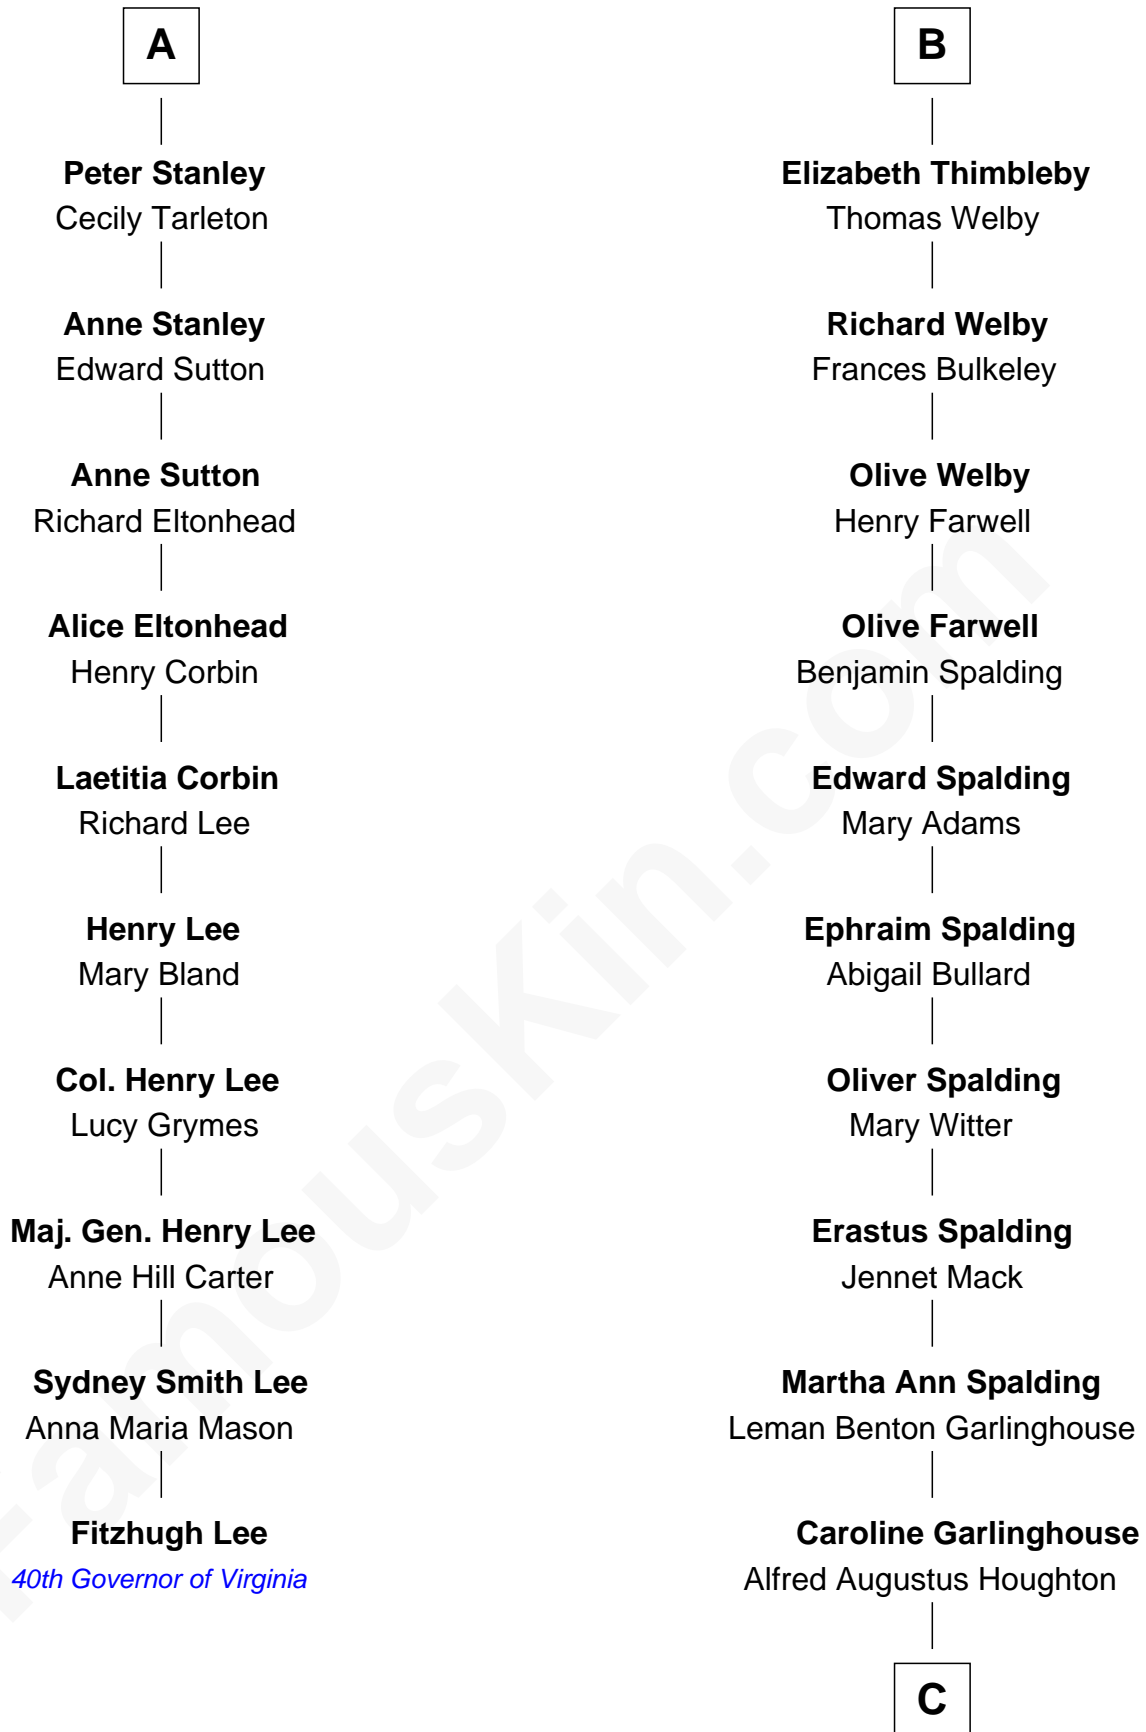 A
Peter Stanley
Cecily Tarleton
Anne Stanley
Edward Sutton
Anne Sutton
Richard Eltonhead
Alice Eltonhead
Henry Corbin
Laetitia Corbin
Richard Lee
Henry Lee
Mary Bland
Col. Henry Lee
Lucy Grymes
Maj. Gen. Henry Lee
Anne Hill Carter
Sydney Smith Lee
Anna Maria Mason
Fitzhugh Lee
40th Governor of Virginia
B
Elizabeth Thimbleby
Thomas Welby
Richard Welby
Frances Bulkeley
Olive Welby
Henry Farwell
Olive Farwell
Benjamin Spalding
Edward Spalding
Mary Adams
Ephraim Spalding
Abigail Bullard
Oliver Spalding
Mary Witter
Erastus Spalding
Jennet Mack
Martha Ann Spalding
Leman Benton Garlinghouse
Caroline Garlinghouse
Alfred Augustus Houghton
C
FamousKin.com